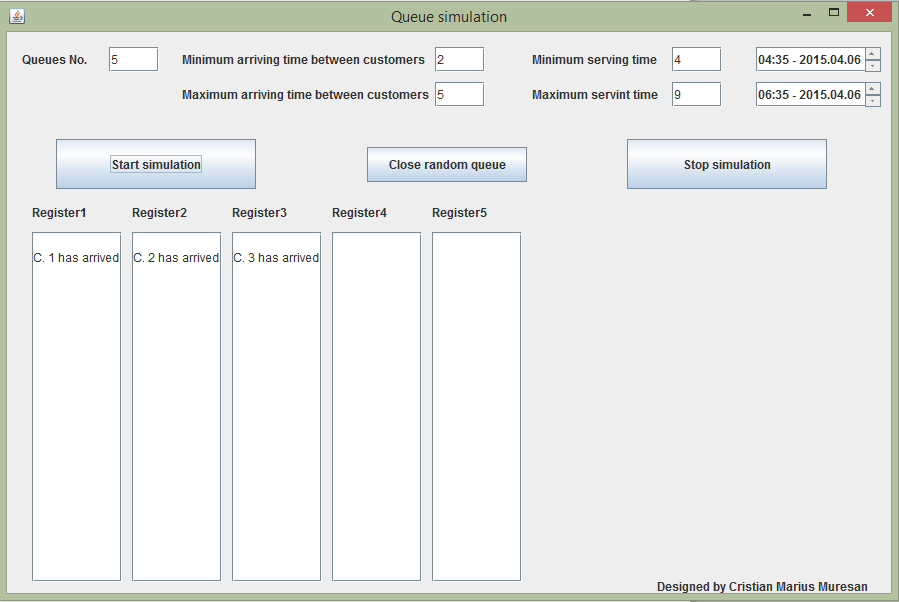 Queue simulation
Queues No. 5 Minimum arriving time between customers 2 Minimum serving time 4 04:35 - 2015.04.06
Maximum arriving time between customers 5 Maximum servint time 9 06:35 - 2015.04.06
Start simulation Close random queue Stop simulation
Register1 Register2 Register3 Register4 Register5
C. 1 has arrived C. 2 has arrived C. 3 has arrived
Designed by Cristian Marius Muresan